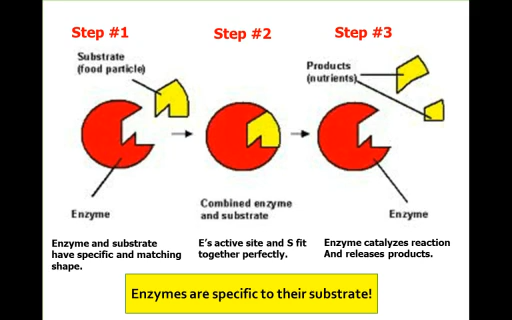 Step #1
Step #2
Step #3
Substrate
(food particle)
Products
(nutrients)
Enzyme
Combined enzyme
and substrate
Enzyme
Enzyme and substrate
have specific and matching
shape.
E's active site and S fit
together perfectly.
Enzyme catalyzes reaction
And releases products.
Enzymes are specific to their substrate!